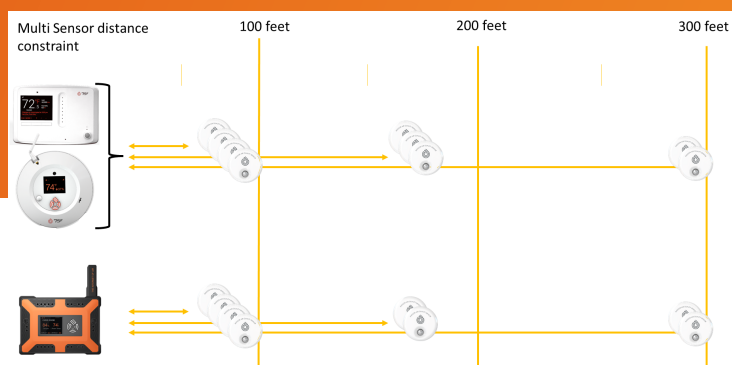 Multi Sensor distance
constraint
100 feet
200 feet
300 feet
72
74°